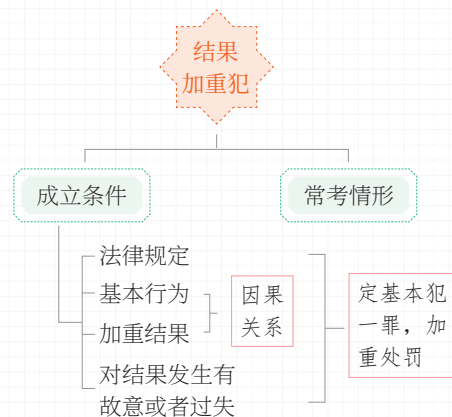 结果
加重犯
成立条件
常考情形
法律规定
基本行为
加重结果
因果
关系
对结果发生有
故意或者过失
定基本犯
一罪，加
重处罚